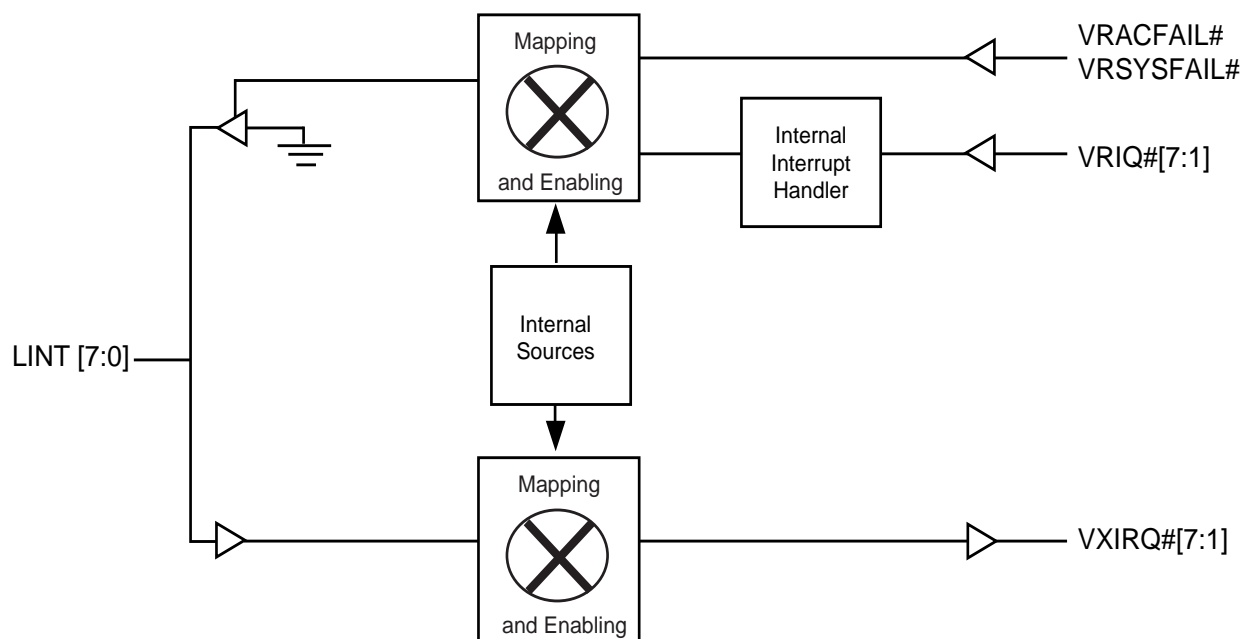 Mapping
and Enabling
VRACFAIL#
VRSYSFAIL#
Internal
Interrupt
Handler
VRIQ#[7:1]
Internal
Sources
LINT [7:0]
Mapping
and Enabling
VXIRQ#[7:1]